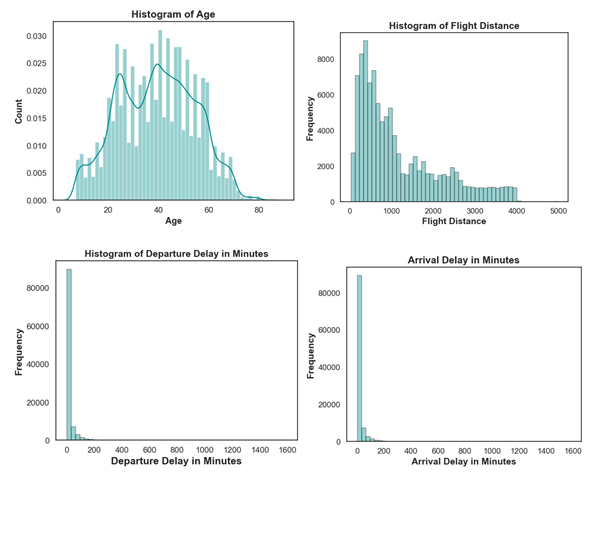 Histogram of Age
0.030
0.025
0.020
0.015
0.010
0.005
0.000
Count
0 20 40 60 80
Age
Histogram of Flight Distance
8000
6000
4000
2000
0
Frequency
0 1000 2000 3000 4000 5000
Flight Distance
Histogram of Departure Delay in Minutes
80000
60000
40000
20000
0
Frequency
0 200 400 600 800 1000 1200 1400 1600
Departure Delay in Minutes
Arrival Delay in Minutes
80000
60000
40000
20000
0
Frequency
0 200 400 600 800 1000 1200 1400 1600
Arrival Delay in Minutes